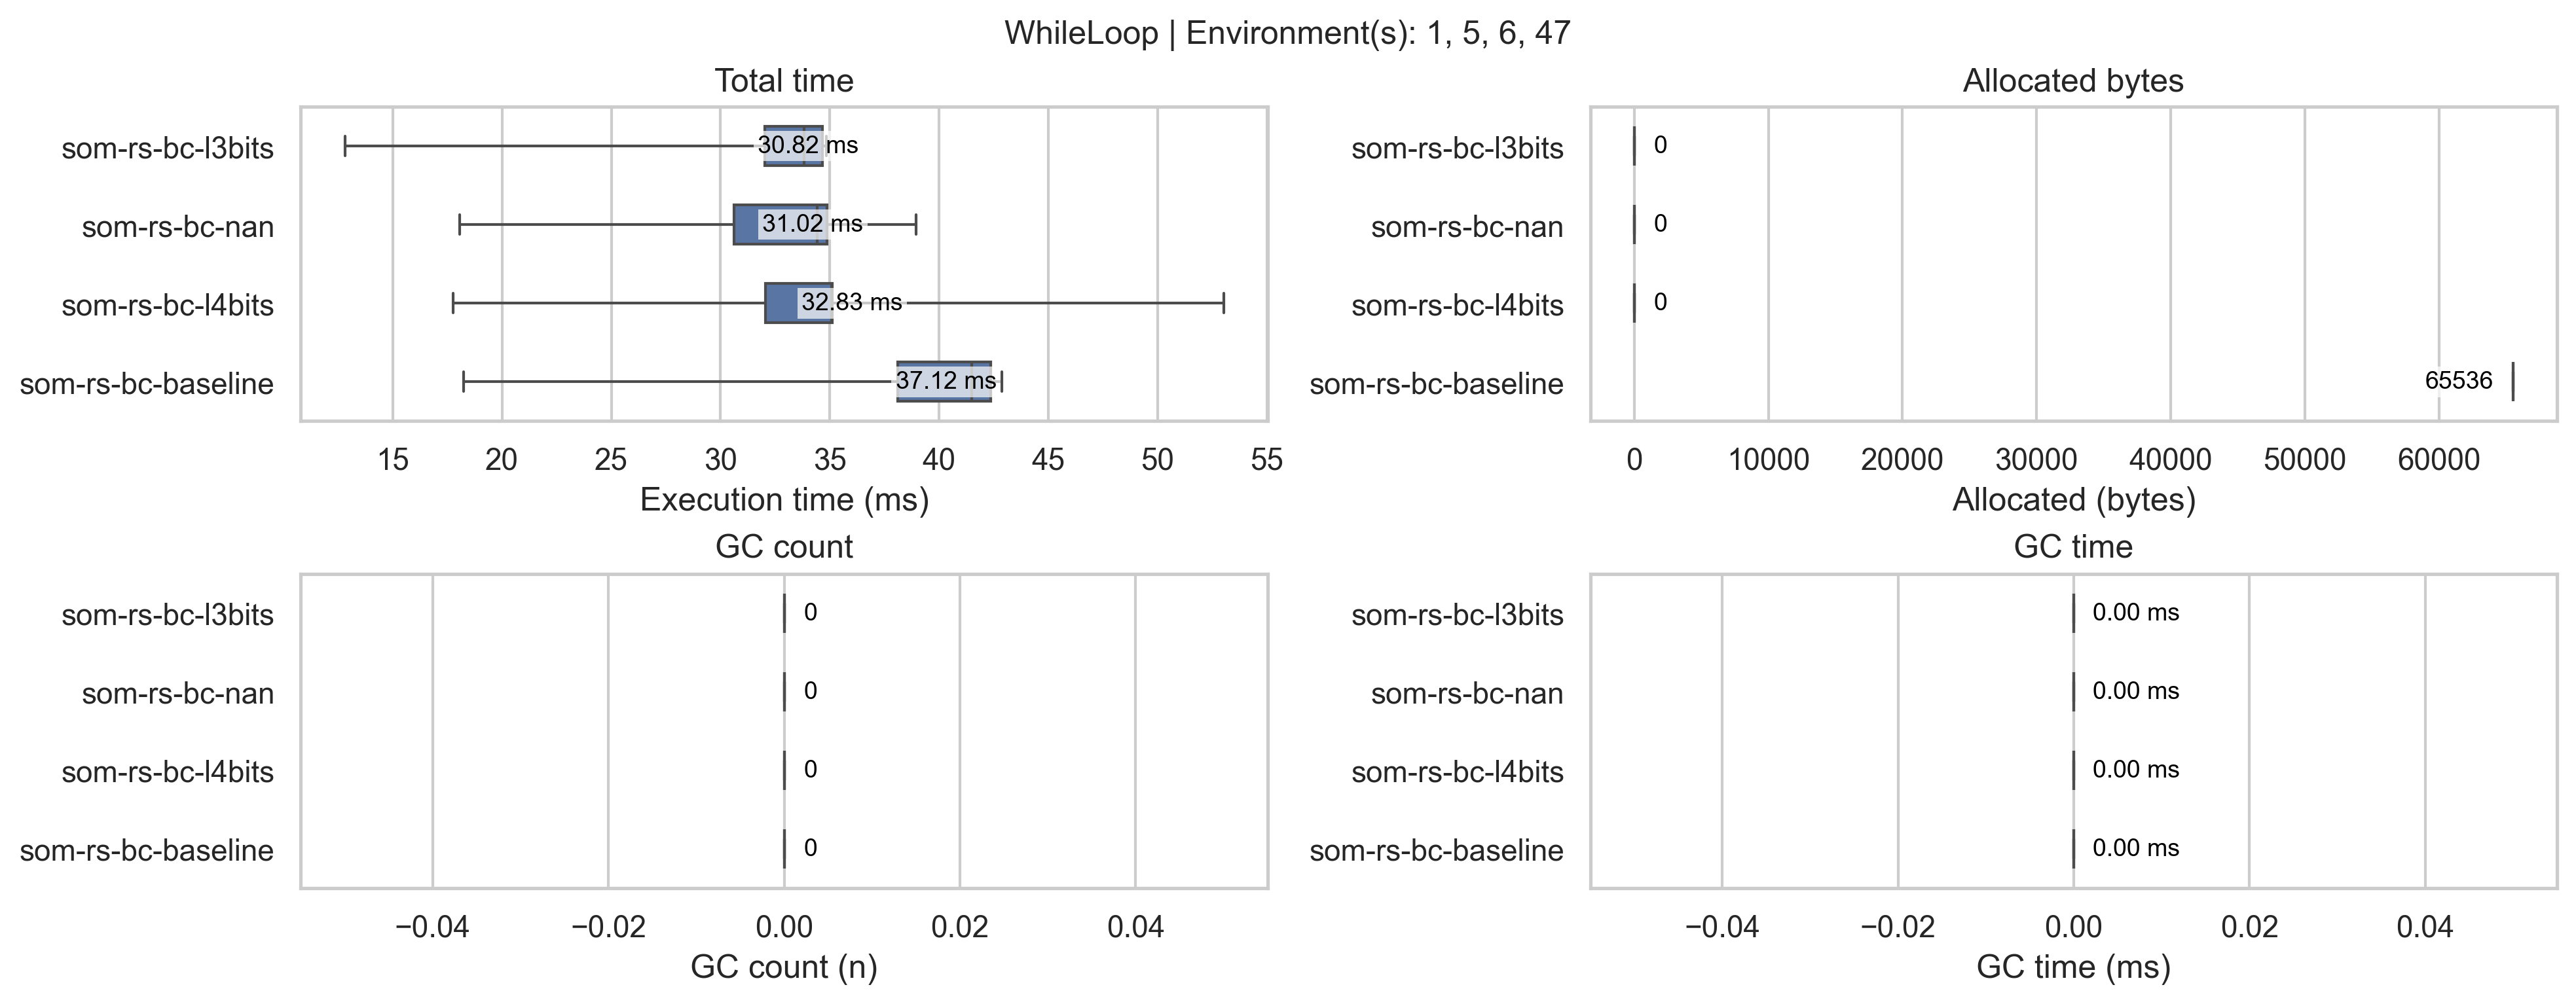 WhileLoop | Environment(s): 1, 5, 6, 47
Total time
som-rs-bc-l3bits
30.82 ms
som-rs-bc-nan
31.02 ms
som-rs-bc-l4bits
32.83 ms
som-rs-bc-baseline
37.12 ms
15 20 25 30 35 40 45 50 55
Execution time (ms)
Allocated bytes
som-rs-bc-l3bits
0
som-rs-bc-nan
0
som-rs-bc-l4bits
0
som-rs-bc-baseline
65536
0 10000 20000 30000 40000 50000 60000
Allocated (bytes)
GC count
som-rs-bc-l3bits
0
som-rs-bc-nan
0
som-rs-bc-l4bits
0
som-rs-bc-baseline
0
−0.04 −0.02 0.00 0.02 0.04
GC count (n)
GC time
som-rs-bc-l3bits
0.00 ms
som-rs-bc-nan
0.00 ms
som-rs-bc-l4bits
0.00 ms
som-rs-bc-baseline
0.00 ms
−0.04 −0.02 0.00 0.02 0.04
GC time (ms)